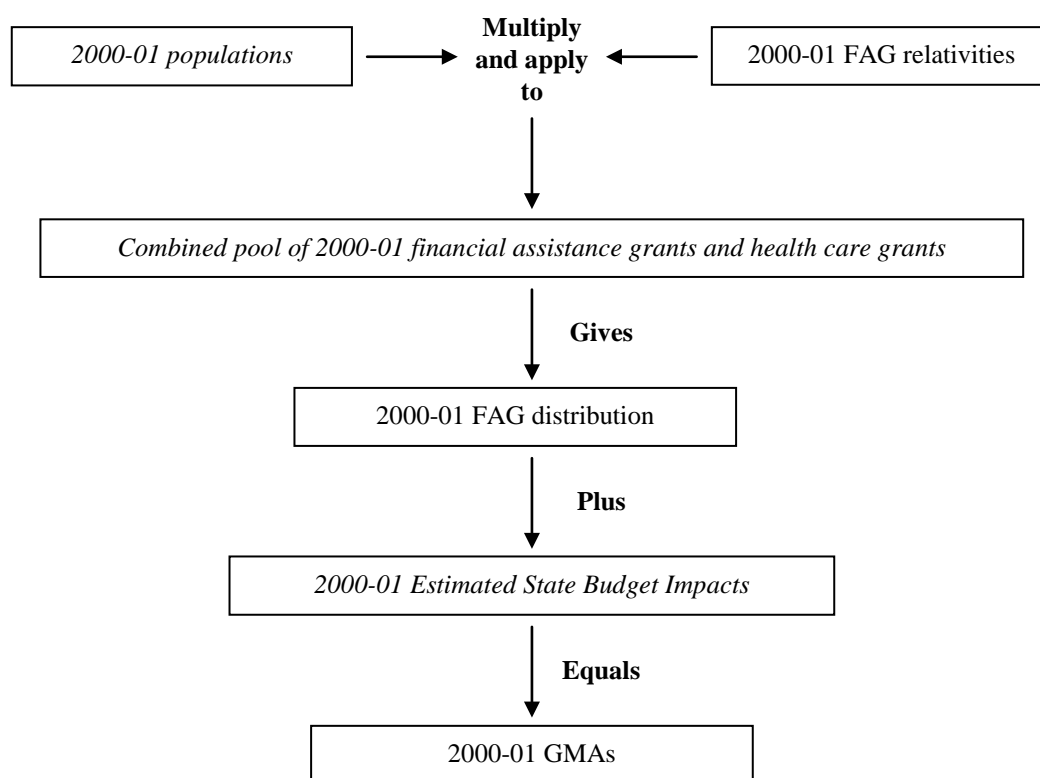 2000-01 populations
Multiply
and apply
to
2000-01 FAG relativities
Combined pool of 2000-01 financial assistance grants and health care grants
Gives
2000-01 FAG distribution
Plus
2000-01 Estimated State Budget Impacts
Equals
2000-01 GMAs